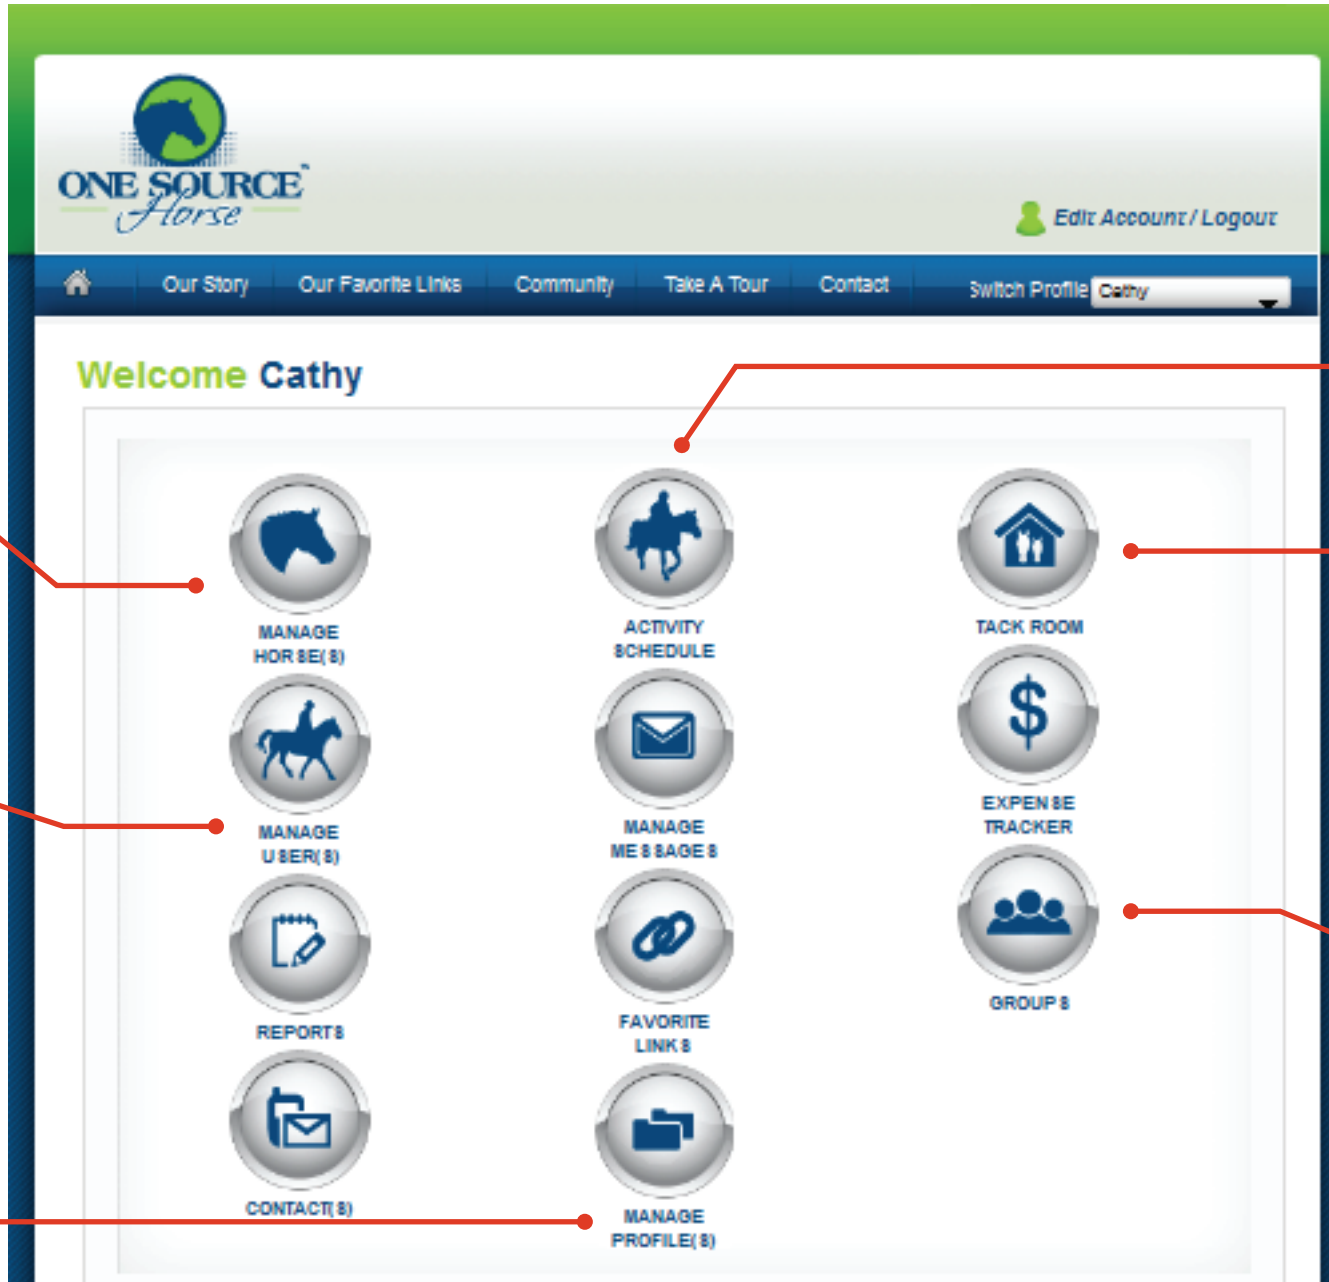 ONE SOURCE™
Horse
Edit Account / Logout
Our Story
Our Favorite Links
Community
Take A Tour
Contact
Switch Profile
Cathy
Welcome Cathy
MANAGE
HORSE(S)
ACTIVITY
SCHEDULE
TACK ROOM
MANAGE
USER(S)
MANAGE
MESSAGES
$
EXPENSE
TRACKER
REPORTS
FAVORITE
LINKS
GROUPS
CONTACT(S)
MANAGE
PROFILE(S)